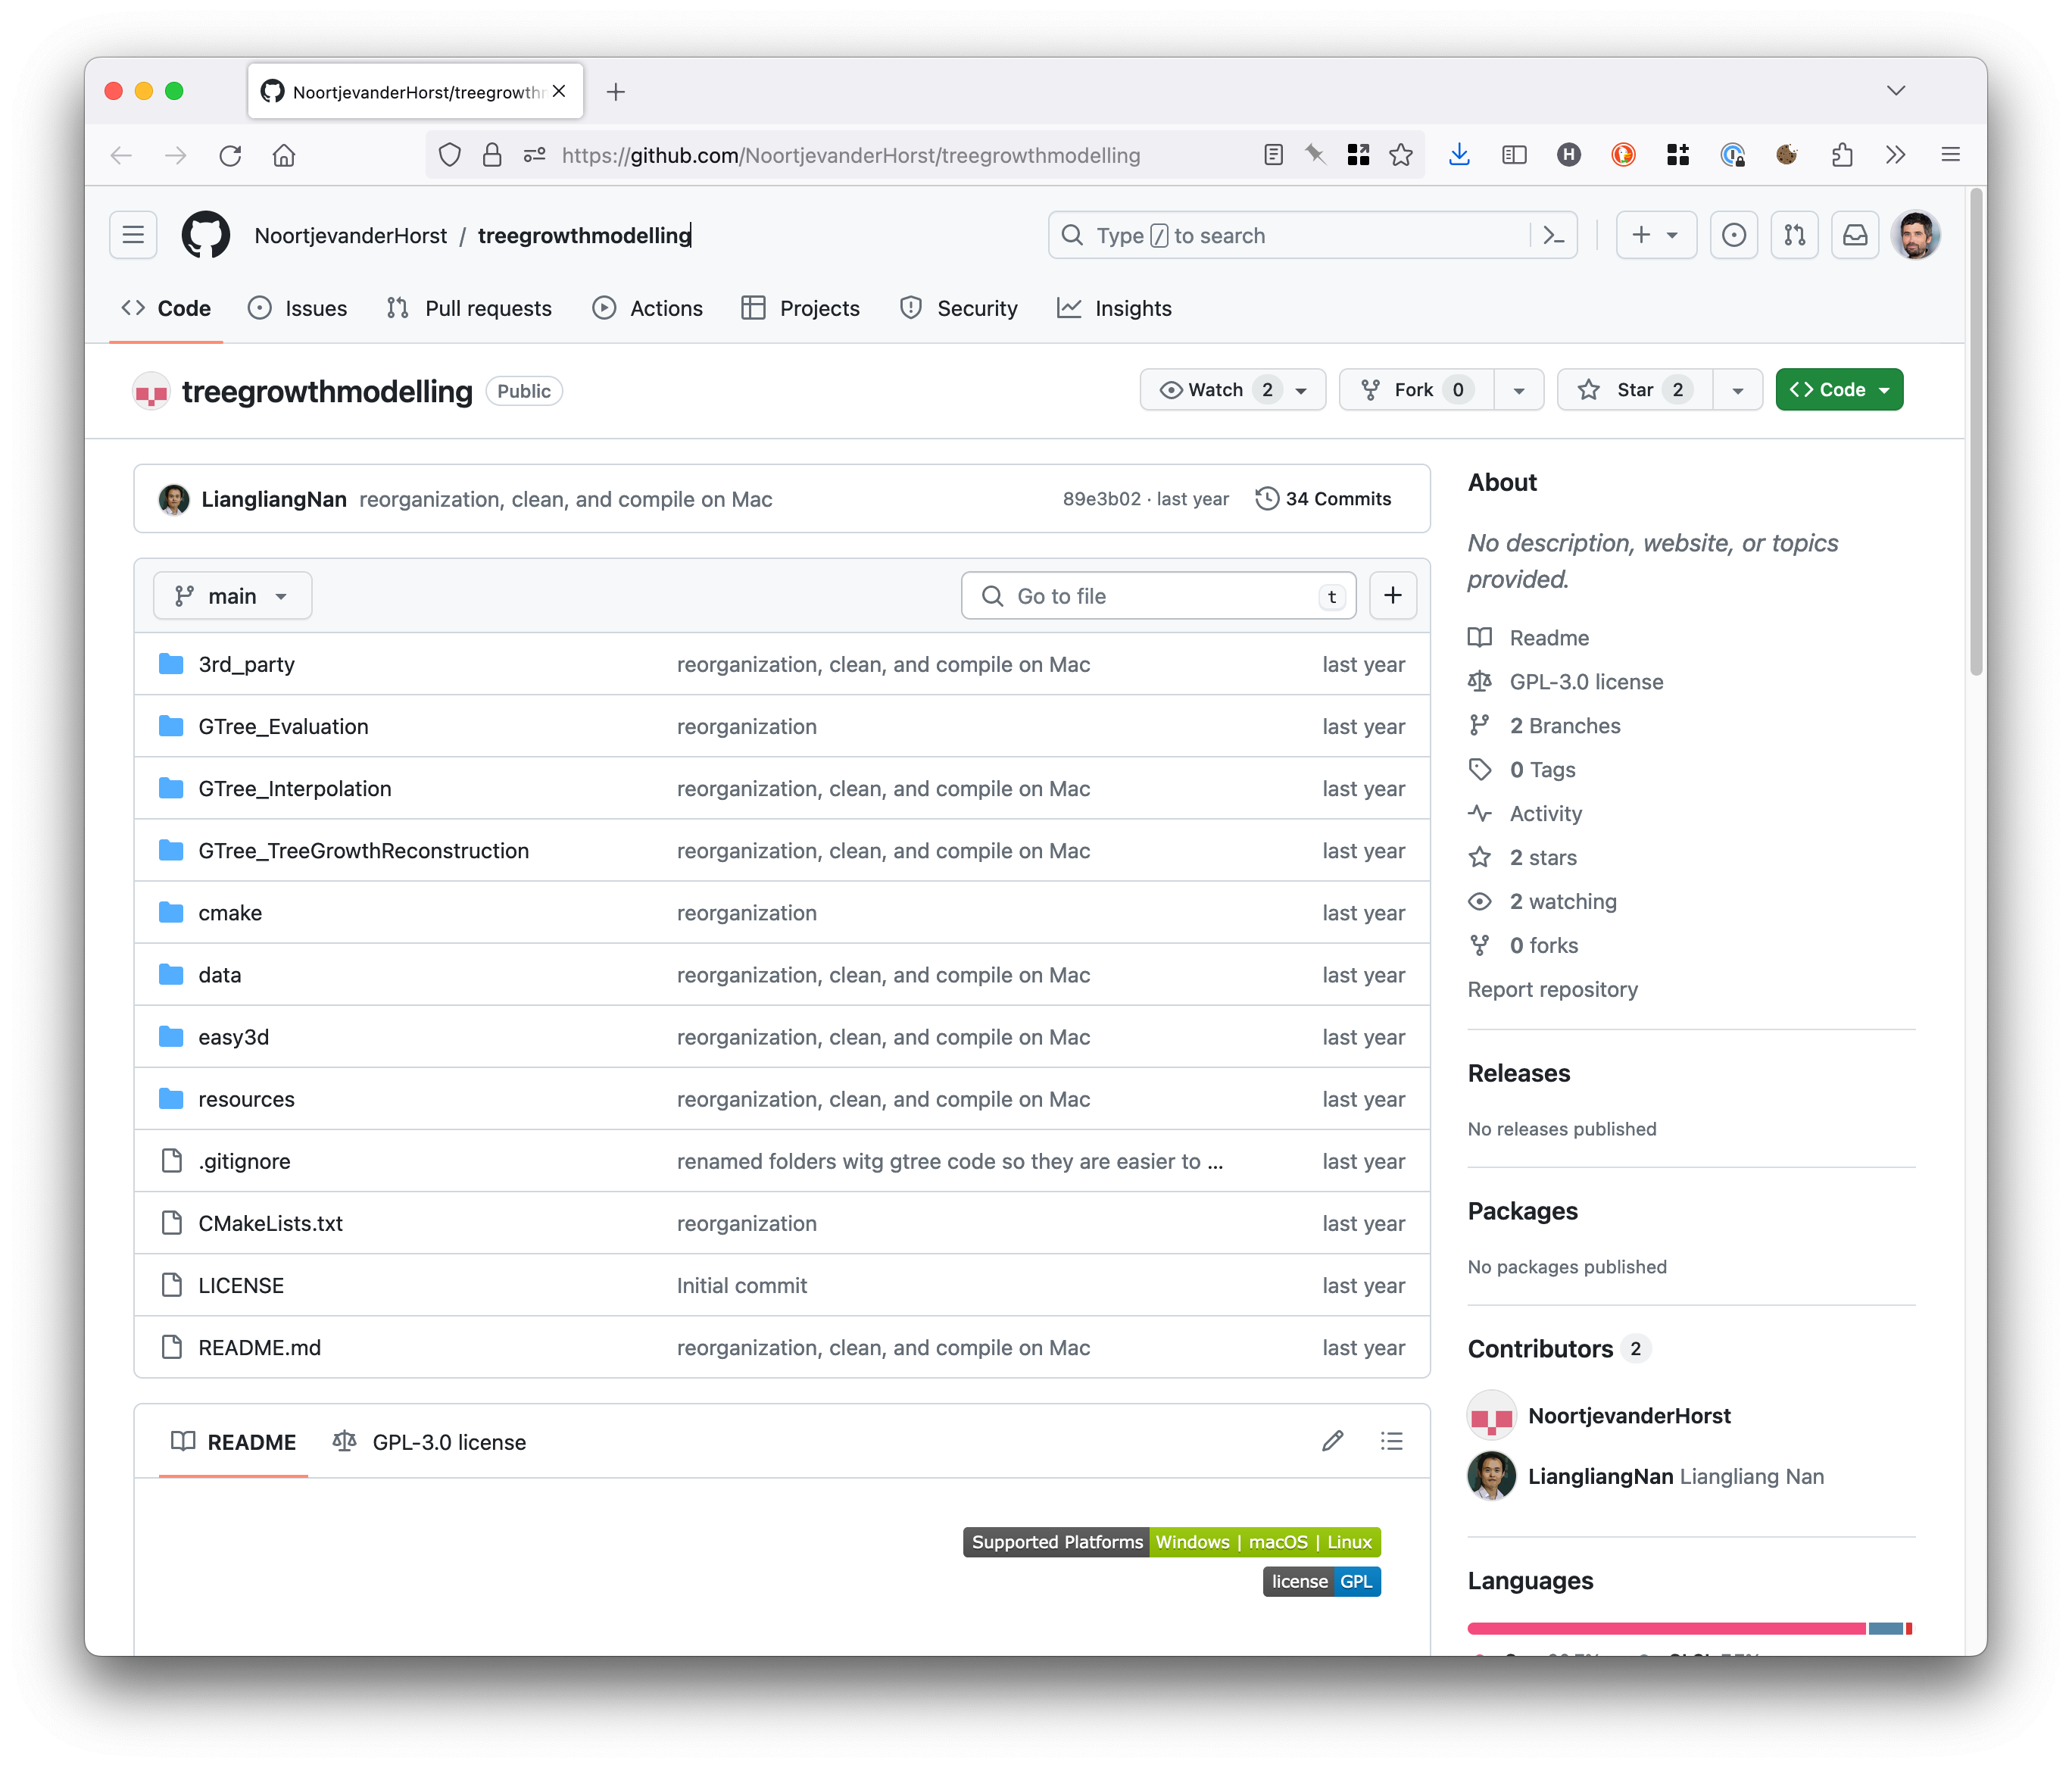 NoortjevanderHorst/treegrowthm
https://github.com/NoortjevanderHorst/treegrowthmodelling
H
NoortjevanderHorst / treegrowthmodelling
Type / to search
Code Issues Pull requests Actions Projects Security Insights
treegrowthmodelling Public
Watch 2 Fork 0 Star 2 Code
LiangliangNan reorganization, clean, and compile on Mac 89e3b02 · last year 34 Commits
main Go to file t
3rd_party reorganization, clean, and compile on Mac last year
GTree_Evaluation reorganization last year
GTree_Interpolation reorganization, clean, and compile on Mac last year
GTree_TreeGrowthReconstruction reorganization, clean, and compile on Mac last year
cmake reorganization last year
data reorganization, clean, and compile on Mac last year
easy3d reorganization, clean, and compile on Mac last year
resources reorganization, clean, and compile on Mac last year
.gitignore renamed folders witg gtree code so they are easier to ... last year
CMakeLists.txt reorganization last year
LICENSE Initial commit last year
README.md reorganization, clean, and compile on Mac last year
README GPL-3.0 license
Supported Platforms Windows | macOS | Linux
license GPL
About
No description, website, or topics
provided.
Readme
GPL-3.0 license
2 Branches
0 Tags
Activity
2 stars
2 watching
0 forks
Report repository
Releases
No releases published
Packages
No packages published
Contributors 2
NoortjevanderHorst
LiangliangNan Liangliang Nan
Languages